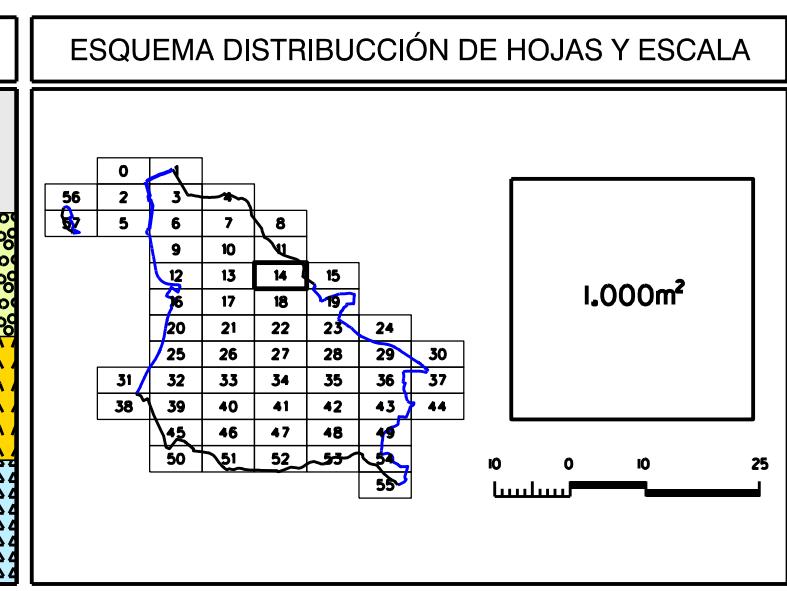 ESQUEMA DISTRIBUCCIÓN DE HOJAS Y ESCALA
0 1
56 2 3 4
57 5 6 7 8
9 10 11
12 13 14 15
16 17 18 19
20 21 22 23 24
25 26 27 28 29 30
31 32 33 34 35 36 37
38 39 40 41 42 43 44
45 46 47 48 49
50 51 52 53 54
55
1.000m²
10 0 10 25